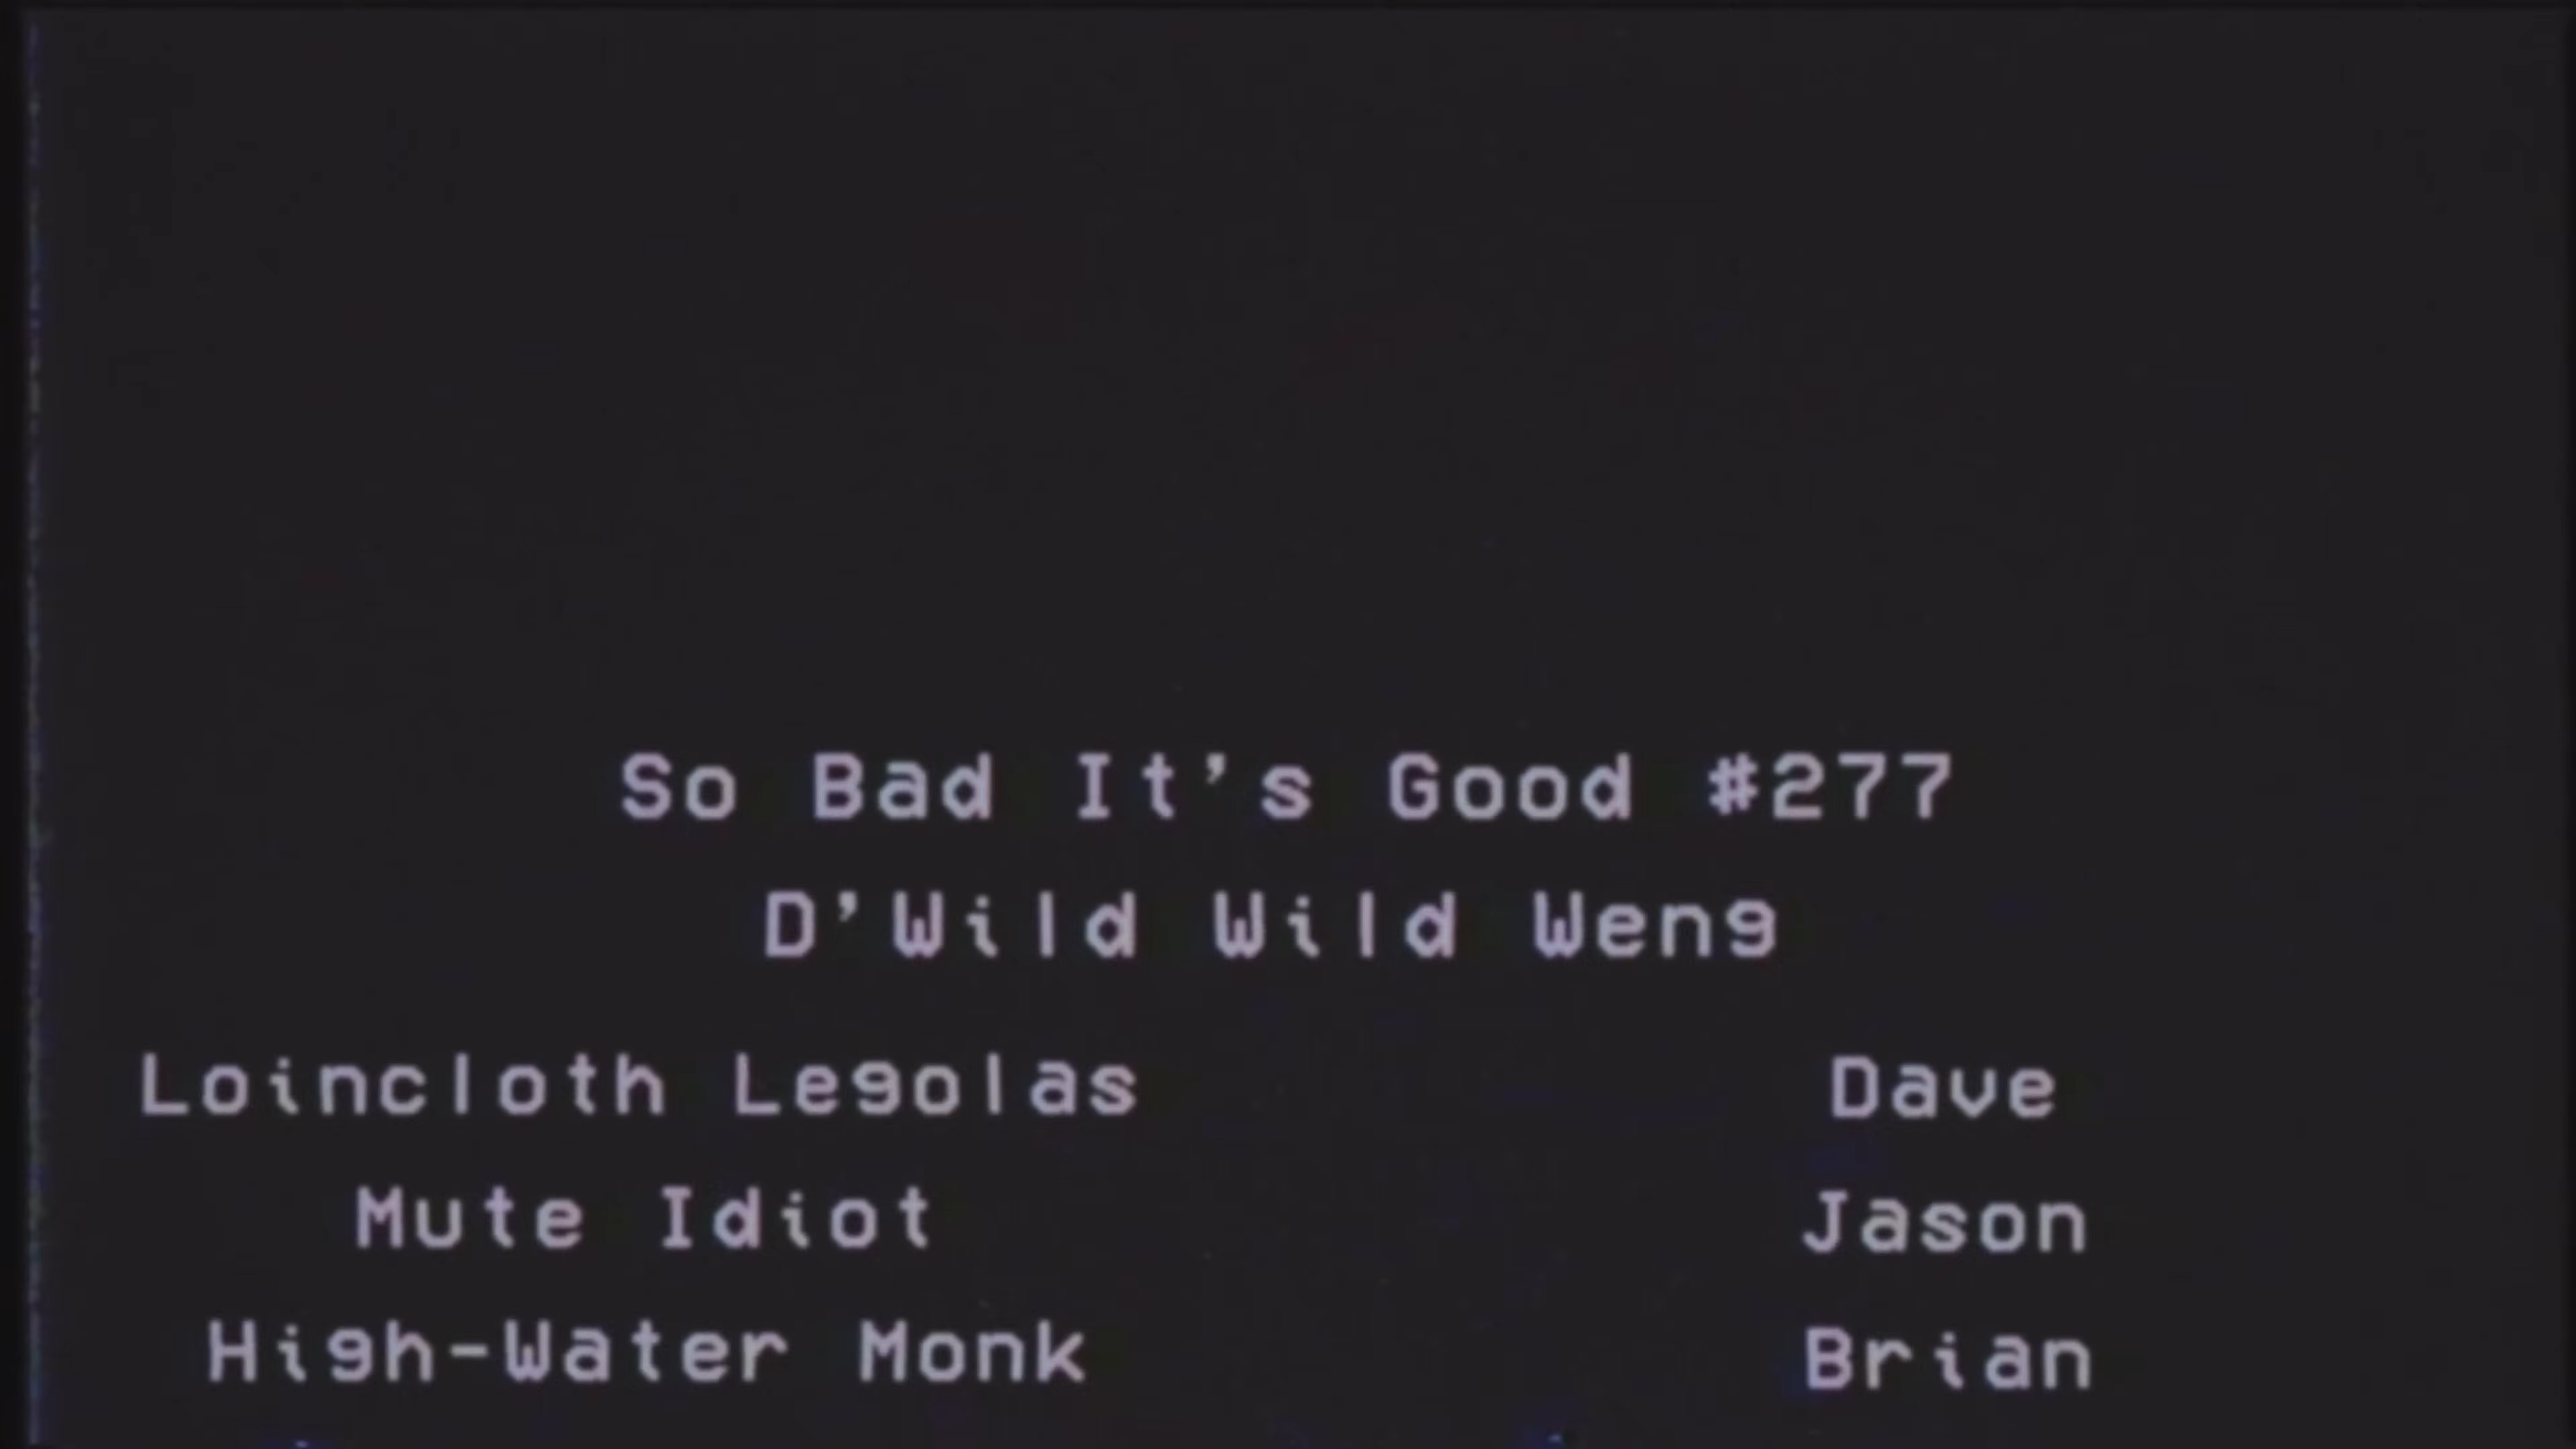 So Bad It's Good #277
D'Wild Wild Weng
Loincloth Legolas Dave
Mute Idiot Jason
High-Water Monk Brian